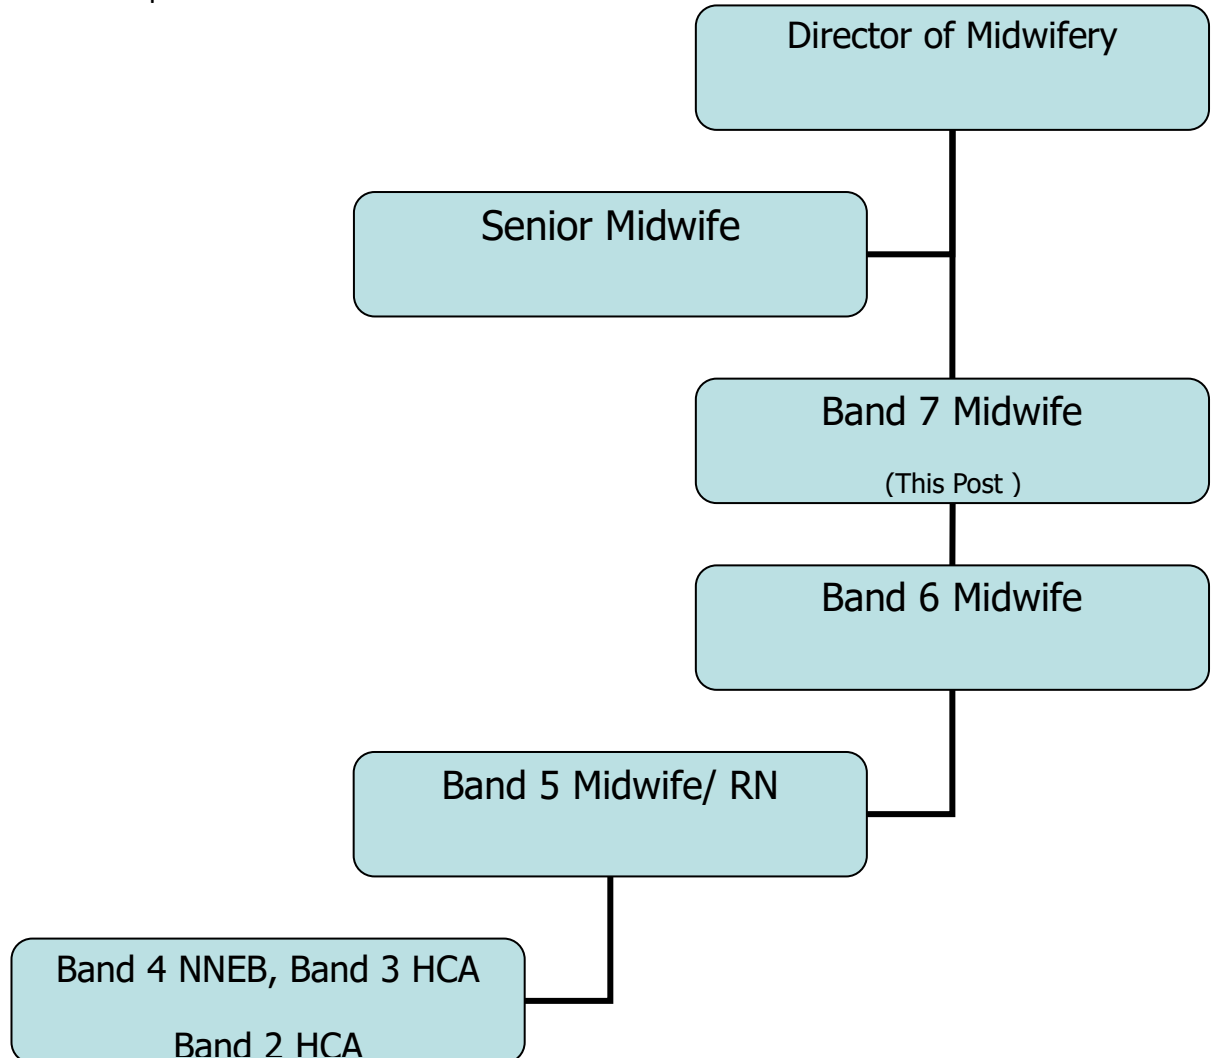 Director of Midwifery
Senior Midwife
Band 7 Midwife
(This Post )
Band 6 Midwife
Band 5 Midwife/ RN
Band 4 NNEB, Band 3 HCA
Band 2 HCA